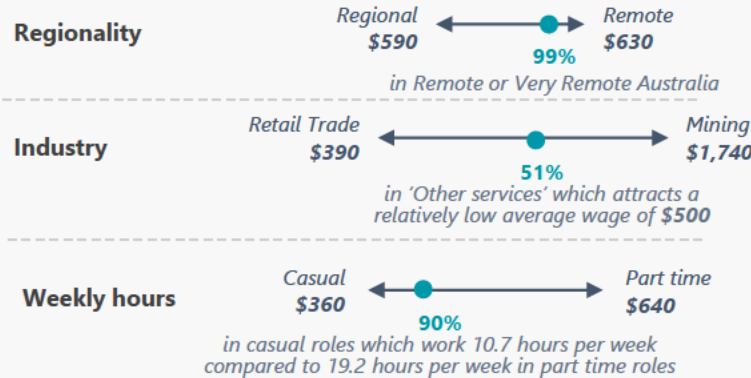 Regionality
Regional
$590
Remote
$630
99%
in Remote or Very Remote Australia
Industry
Retail Trade
$390
Mining
$1,740
51%
in ‘Other services’ which attracts a
relatively low average wage of $500
Weekly hours
Casual
$360
Part time
$640
90%
in casual roles which work 10.7 hours per week
compared to 19.2 hours per week in part time roles